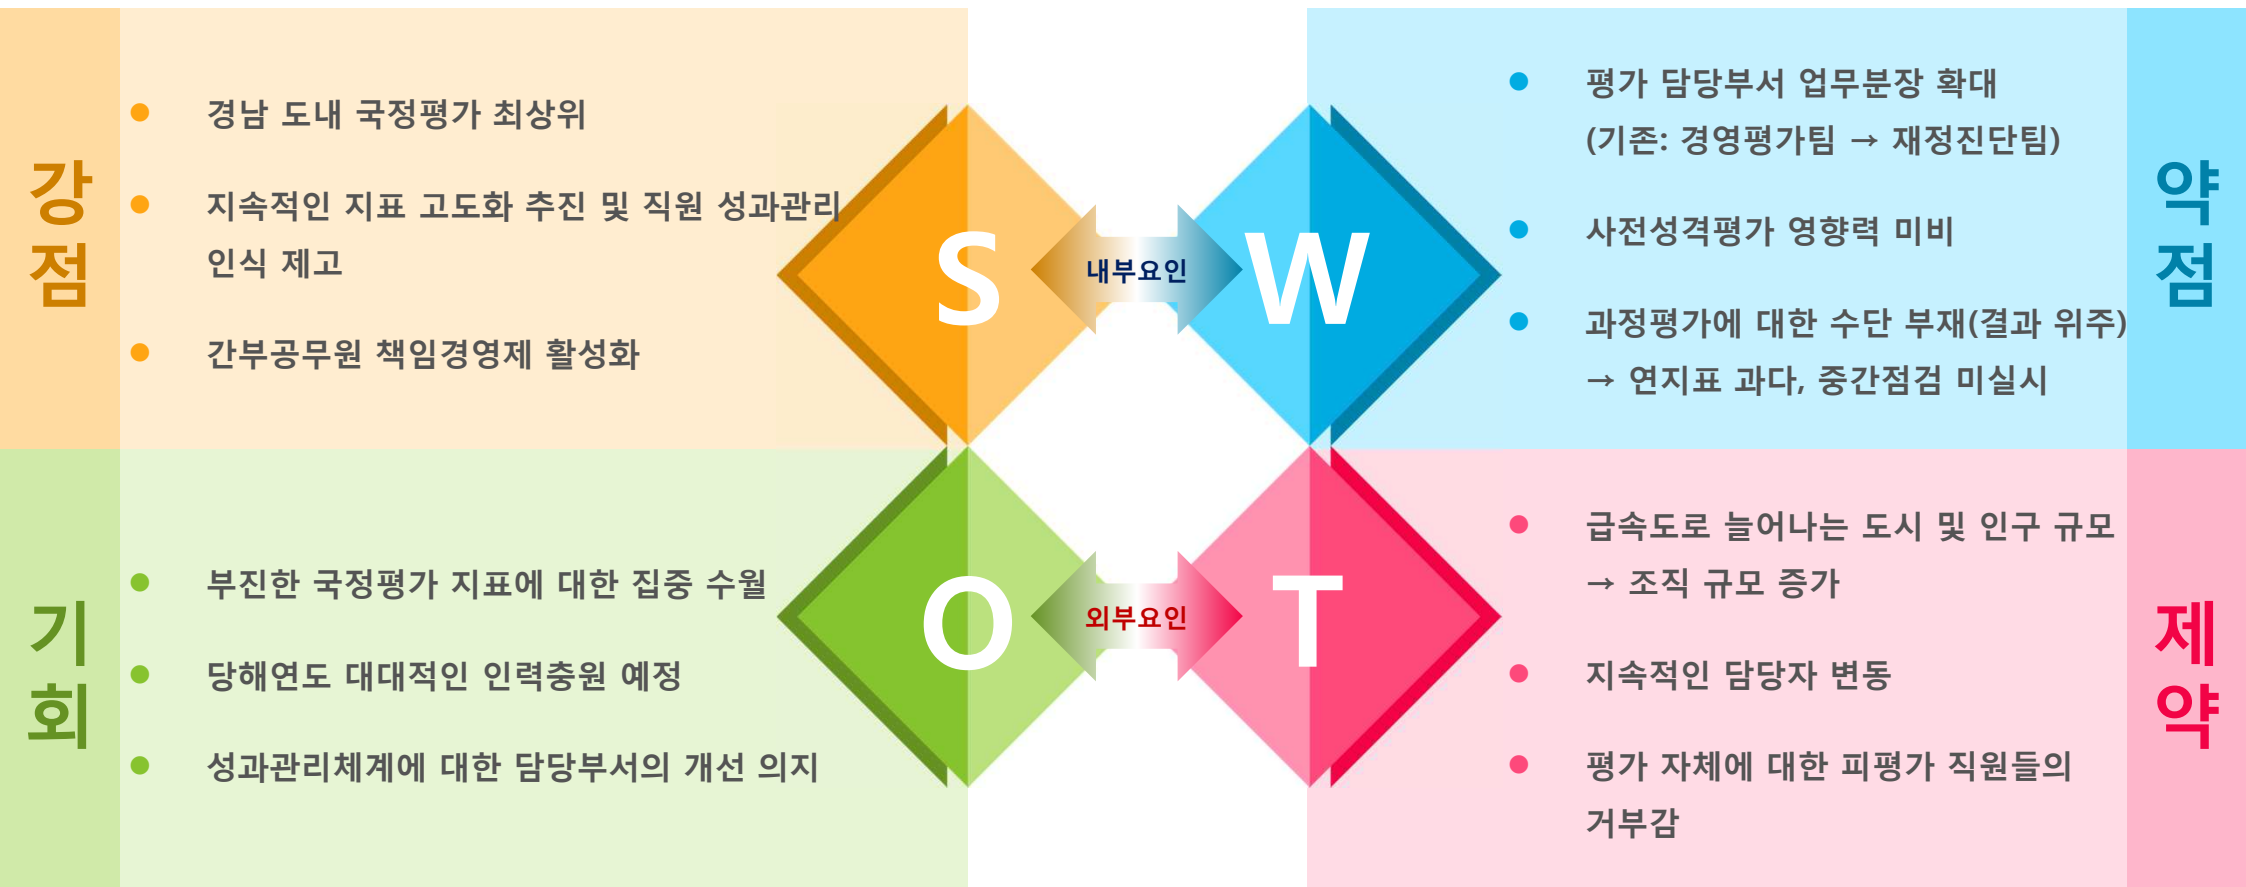 강점
경남 도내 국정평가 최상위
지속적인 지표 고도화 추진 및 직원 성과관리
인식 제고
간부공무원 책임경영제 활성화
S
내부요인
W
평가 담당부서 업무분장 확대
(기존: 경영평가팀 → 재정진단팀)
사전성격평가 영향력 미비
과정평가에 대한 수단 부재(결과 위주)
→ 연지표 과다, 중간점검 미실시
약점
기회
부진한 국정평가 지표에 대한 집중 수월
당해연도 대대적인 인력충원 예정
성과관리체계에 대한 담당부서의 개선 의지
O
외부요인
T
급속도로 늘어나는 도시 및 인구 규모
→ 조직 규모 증가
지속적인 담당자 변동
평가 자체에 대한 피평가 직원들의
거부감
제약